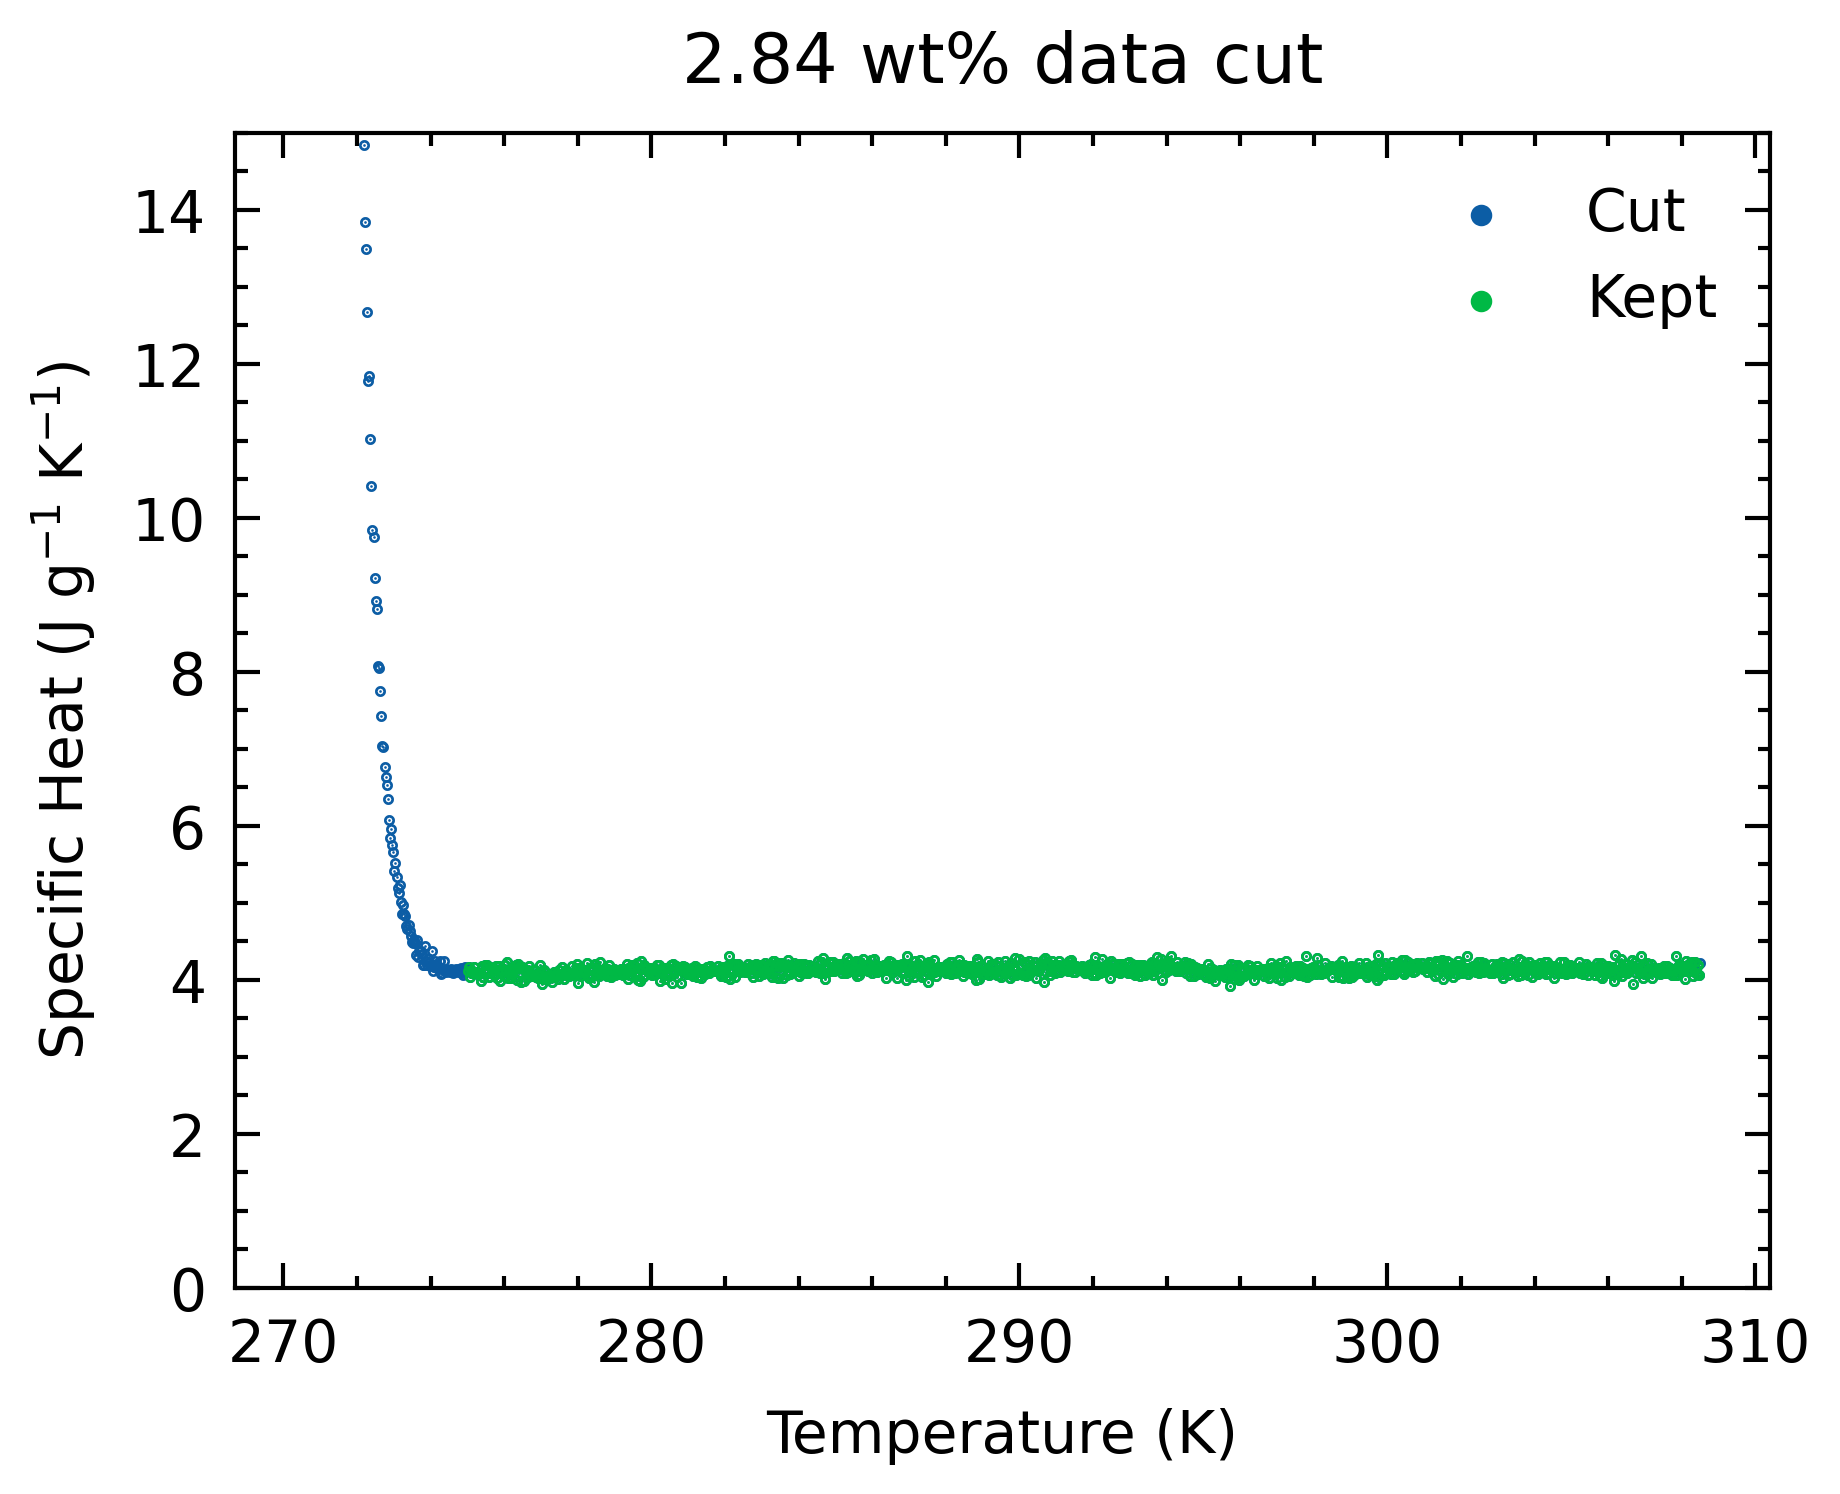 2.84 wt% data cut
Cut
Kept
Specific Heat (J g⁻¹ K⁻¹)
14
12
10
8
6
4
2
0
270 280 290 300 310
Temperature (K)